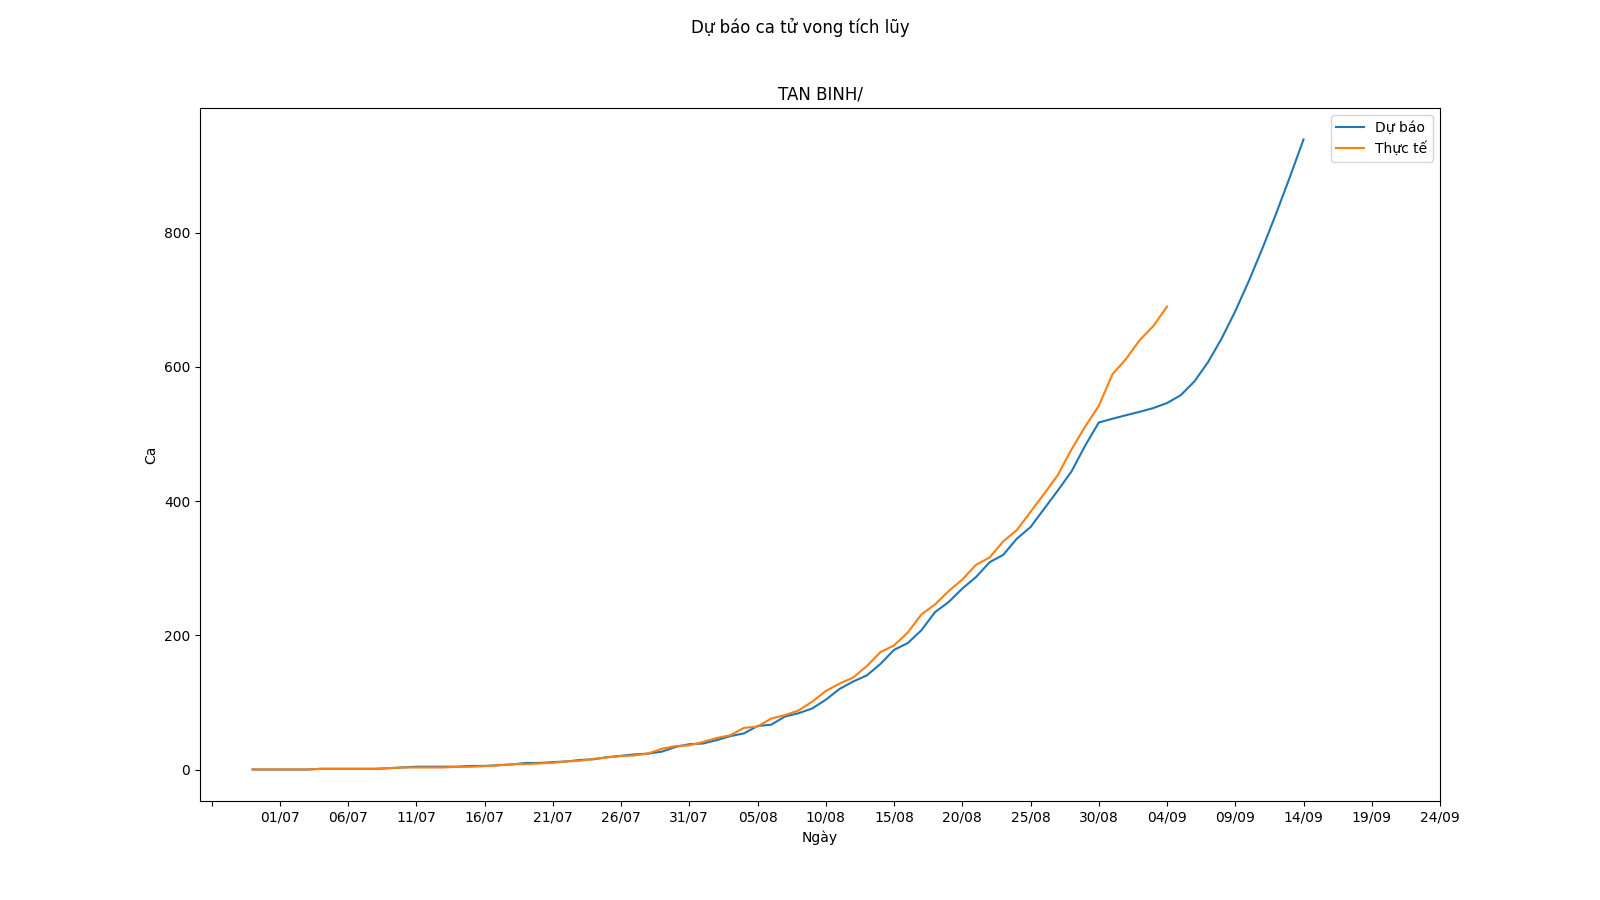 Dự báo ca tử vong tích lũy
TAN BINH/
Dự báo
Thực tế
800
600
400
200
0
Ca
01/07 06/07 11/07 16/07 21/07 26/07 31/07 05/08 10/08 15/08 20/08 25/08 30/08 04/09 09/09 14/09 19/09 24/09
Ngày